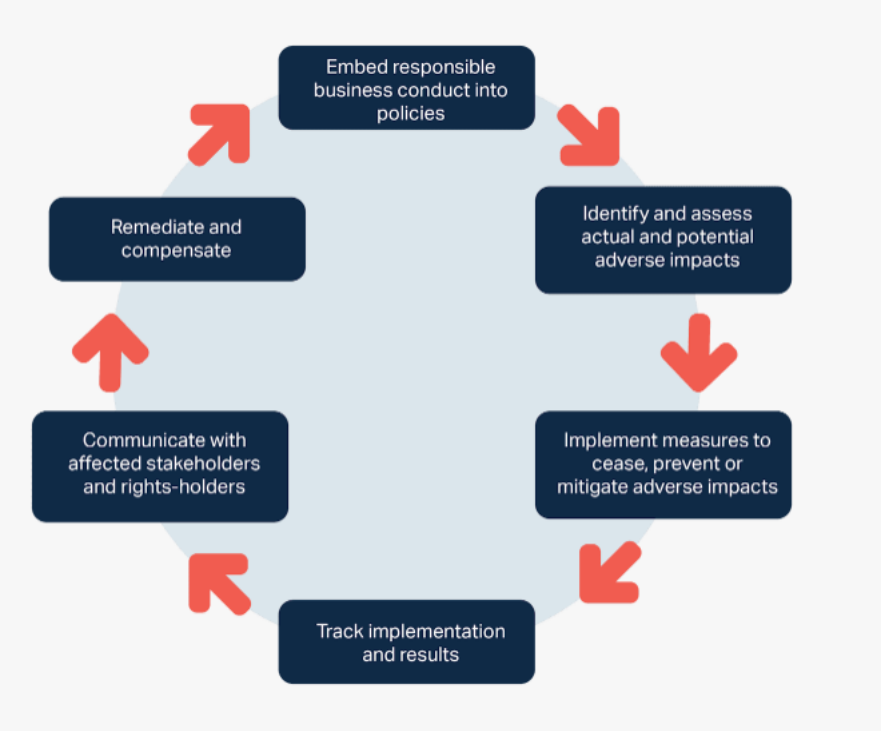 Embed responsible
business conduct into
policies
Identify and assess
actual and potential
adverse impacts
Implement measures to
cease, prevent or
mitigate adverse impacts
Track implementation
and results
Communicate with
affected stakeholders
and rights-holders
Remediate and
compensate